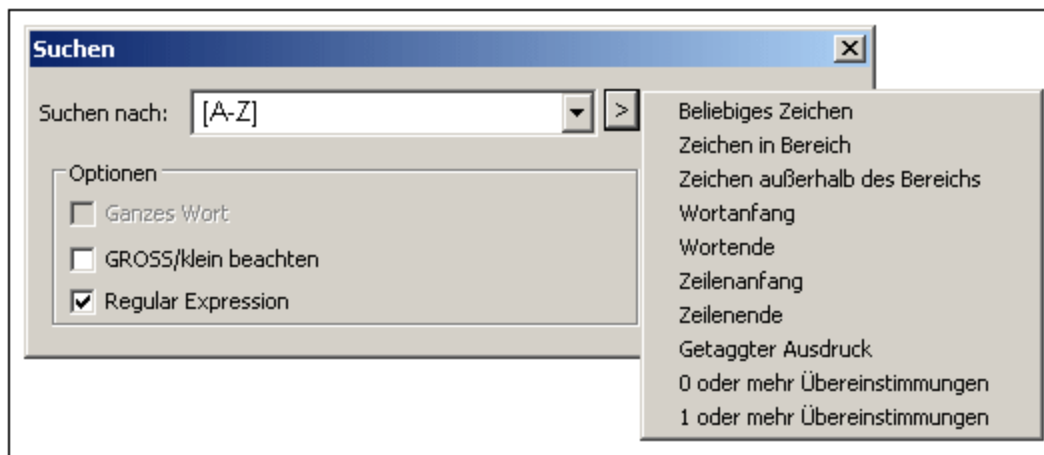 Suchen
Suchen nach:
[A-Z]
>
Optionen
Ganzes Wort
GROSS/klein beachten
Regular Expression
Beliebiges Zeichen
Zeichen in Bereich
Zeichen außerhalb des Bereichs
Wortanfang
Wortende
Zeilenanfang
Zeilenende
Getaggter Ausdruck
0 oder mehr Übereinstimmungen
1 oder mehr Übereinstimmungen